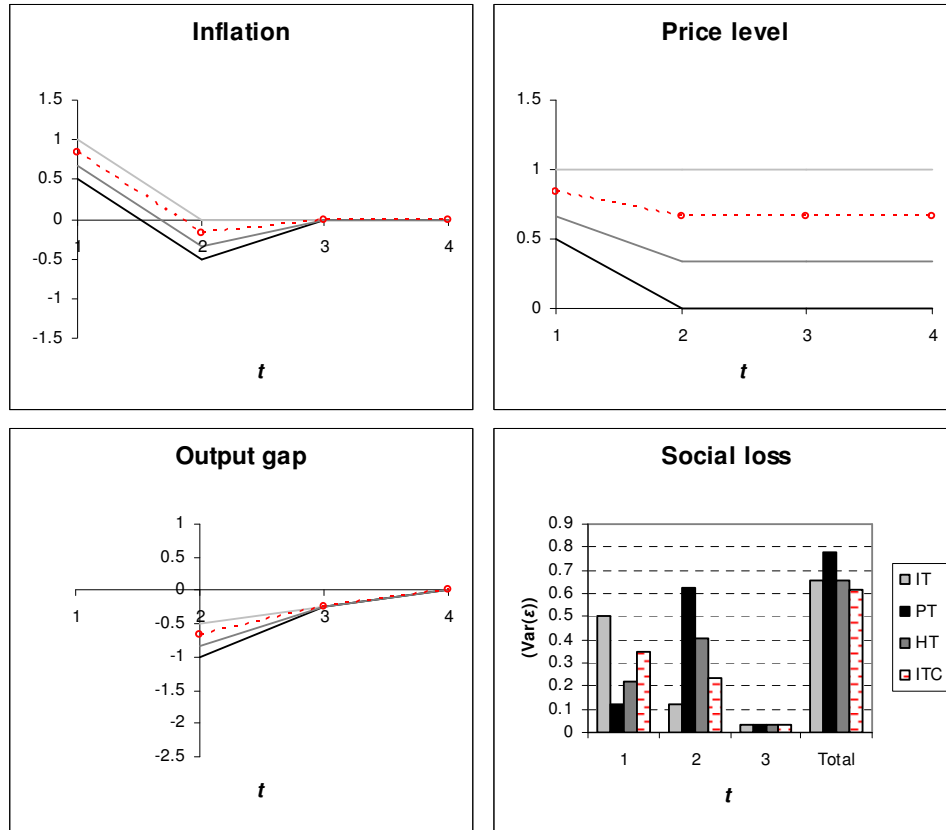 Inflation
1.5
1
0.5
0
-0.5
-1
-1.5
1 2 3 4
t
Price level
1.5
1
0.5
0
1 2 3 4
t
Output gap
1
0.5
0
-0.5
-1
-1.5
-2
-2.5
1 2 3 4
t
Social loss
(Var(ε))
0.9
0.8
0.7
0.6
0.5
0.4
0.3
0.2
0.1
0
1 2 3 Total
t
IT
PT
HT
ITC